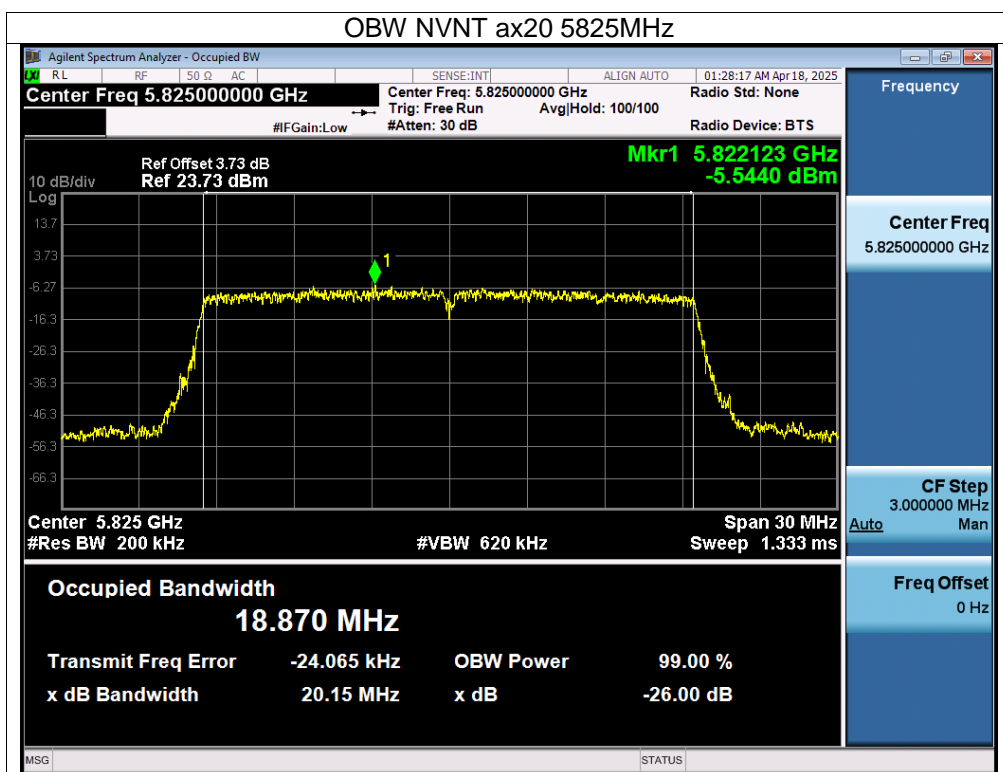 OBW NVNT ax20 5825MHz
Agilent Spectrum Analyzer - Occupied BW
LXI RL RF 50 Ω AC SENSE:INT ALIGN AUTO 01:28:17 AM Apr 18, 2025
Center Freq 5.825000000 GHz
Center Freq: 5.825000000 GHz Radio Std: None
Trig: Free Run Avg|Hold: 100/100
#IFGain:Low #Atten: 30 dB Radio Device: BTS
Frequency
Mkr1 5.822123 GHz
-5.5440 dBm
Ref Offset 3.73 dB
10 dB/div Ref 23.73 dBm
Log
13.7
3.73
-6.27
-16.3
-26.3
-36.3
-46.3
-56.3
-66.3
1
Center 5.825 GHz Span 30 MHz
#Res BW 200 kHz #VBW 620 kHz Sweep 1.333 ms
Occupied Bandwidth
18.870 MHz
Transmit Freq Error -24.065 kHz OBW Power 99.00 %
x dB Bandwidth 20.15 MHz x dB -26.00 dB
Center Freq
5.825000000 GHz
CF Step
3.000000 MHz
Auto Man
Freq Offset
0 Hz
MSG STATUS